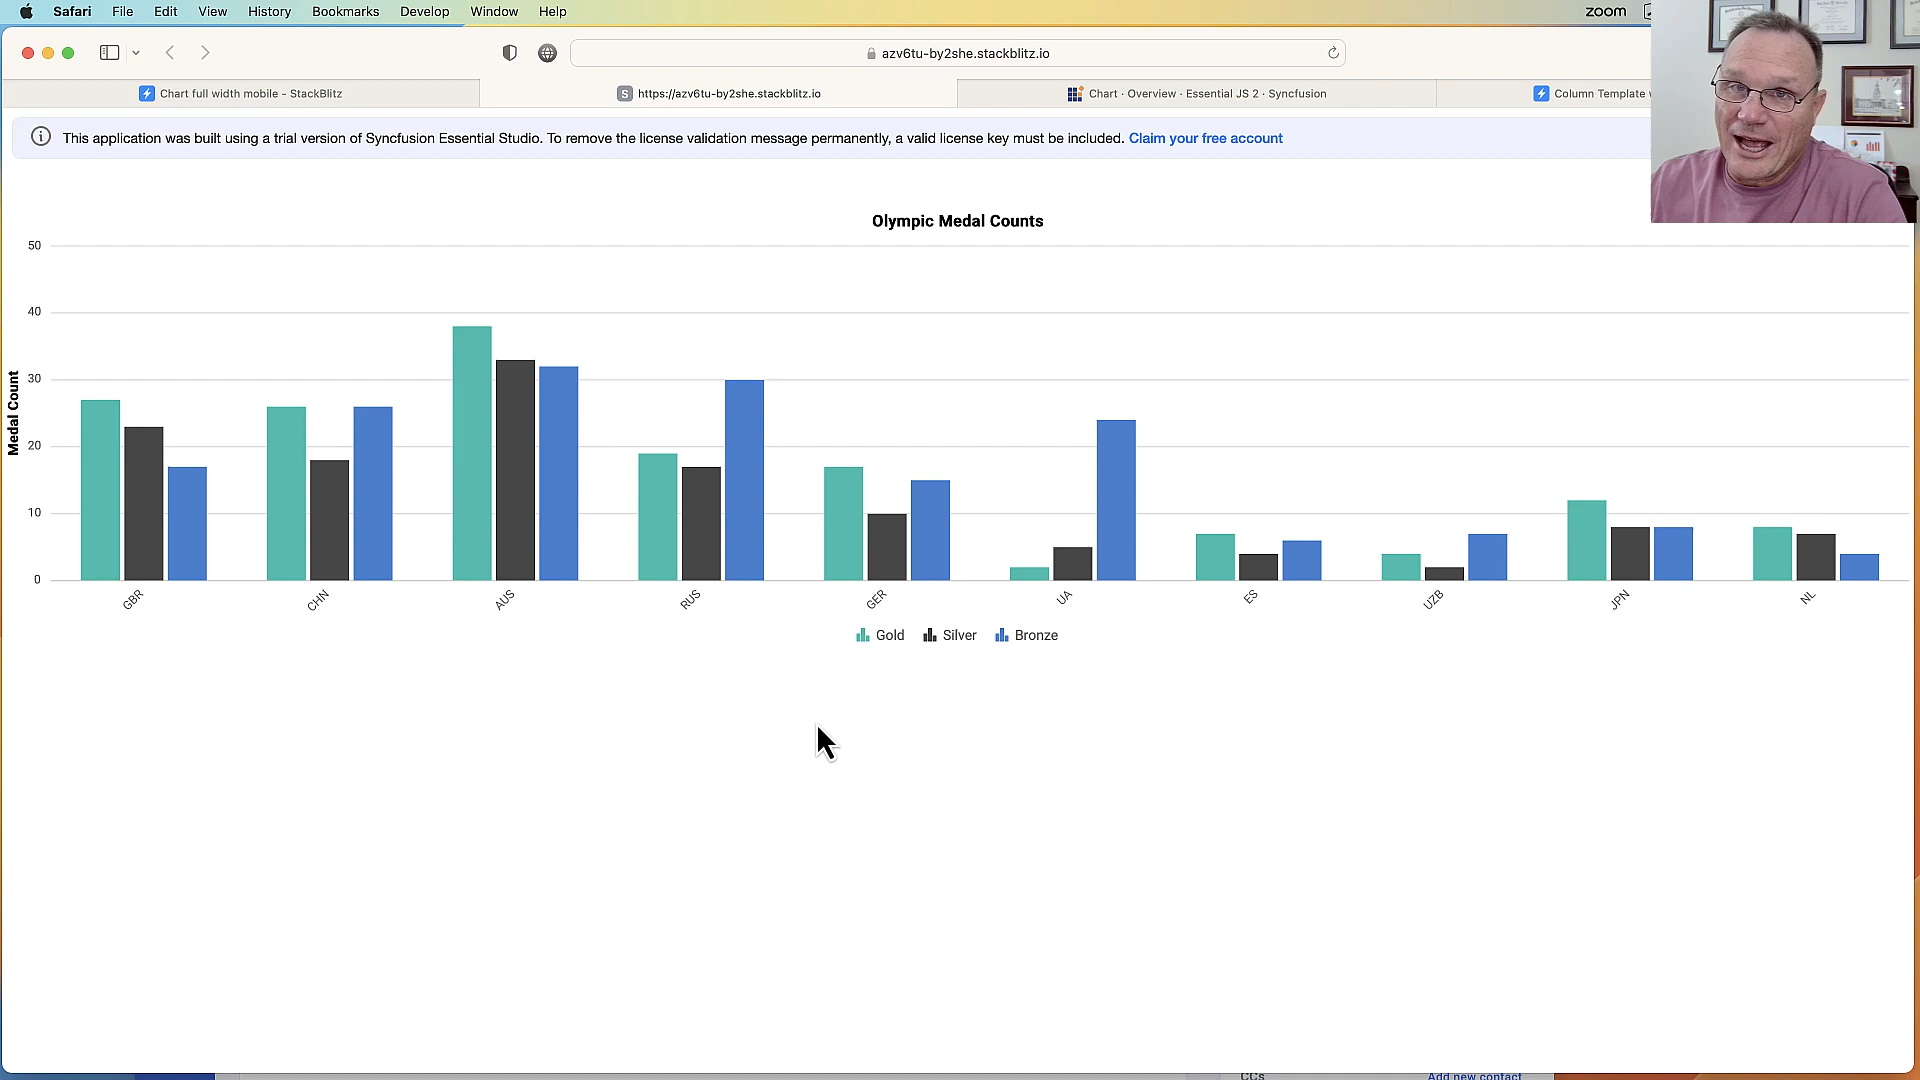 Safari File Edit View History Bookmarks Develop Window Help zoom
azv6tu-by2she.stackblitz.io
Chart full width mobile - StackBlitz
S https://azv6tu-by2she.stackblitz.io
Chart · Overview · Essential JS 2 · Syncfusion
Column Template
This application was built using a trial version of Syncfusion Essential Studio. To remove the license validation message permanently, a valid license key must be included. Claim your free account
Olympic Medal Counts
Medal Count
50
40
30
20
10
0
GBR CHN AUS RUS GER UA ES UZB JPN NL
Gold Silver Bronze
CCs Add new contact